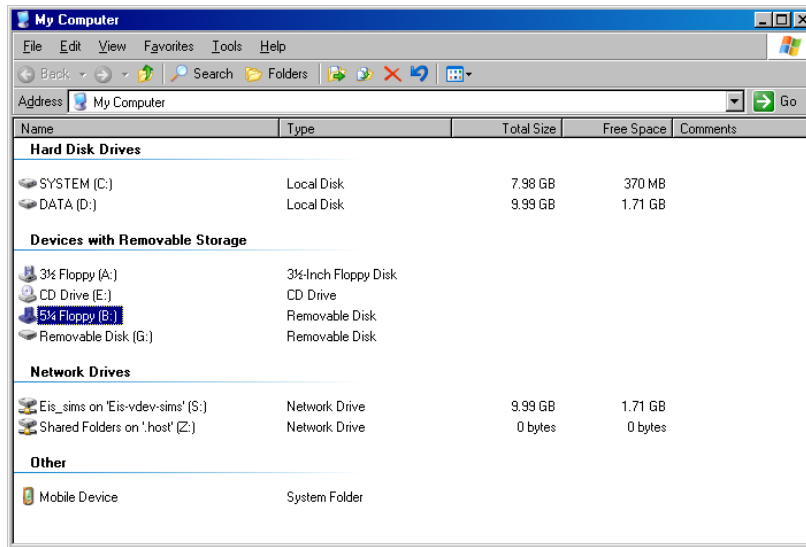 My Computer
File Edit View Favorites Tools Help
Back Search Folders
Address My Computer Go
Name Type Total Size Free Space Comments
Hard Disk Drives
SYSTEM (C:) Local Disk 7.98 GB 370 MB
DATA (D:) Local Disk 9.99 GB 1.71 GB
Devices with Removable Storage
3½ Floppy (A:) 3½-Inch Floppy Disk
CD Drive (E:) CD Drive
5¼ Floppy (B:) Removable Disk
Removable Disk (G:) Removable Disk
Network Drives
Eis_sims on 'Eis-vdev-sims' (S:) Network Drive 9.99 GB 1.71 GB
Shared Folders on '.host' (Z:) Network Drive 0 bytes 0 bytes
Other
Mobile Device System Folder